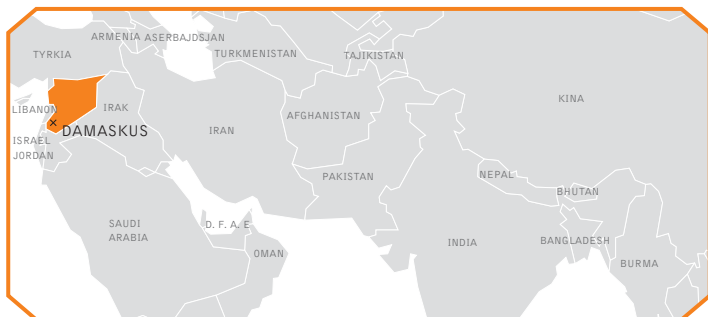 ARMENIA ASERBAJDSJAN
TYRKIA
TURKMENISTAN
TAJIKISTAN
KINA
LIBANON
IRAK
AFGHANISTAN
× DAMASKUS
IRAN
ISRAEL
JORDAN
PAKISTAN
NEPAL
BHUTAN
SAUDI
ARABIA
D. F. A. E.
OMAN
INDIA
BANGLADESH
BURMA